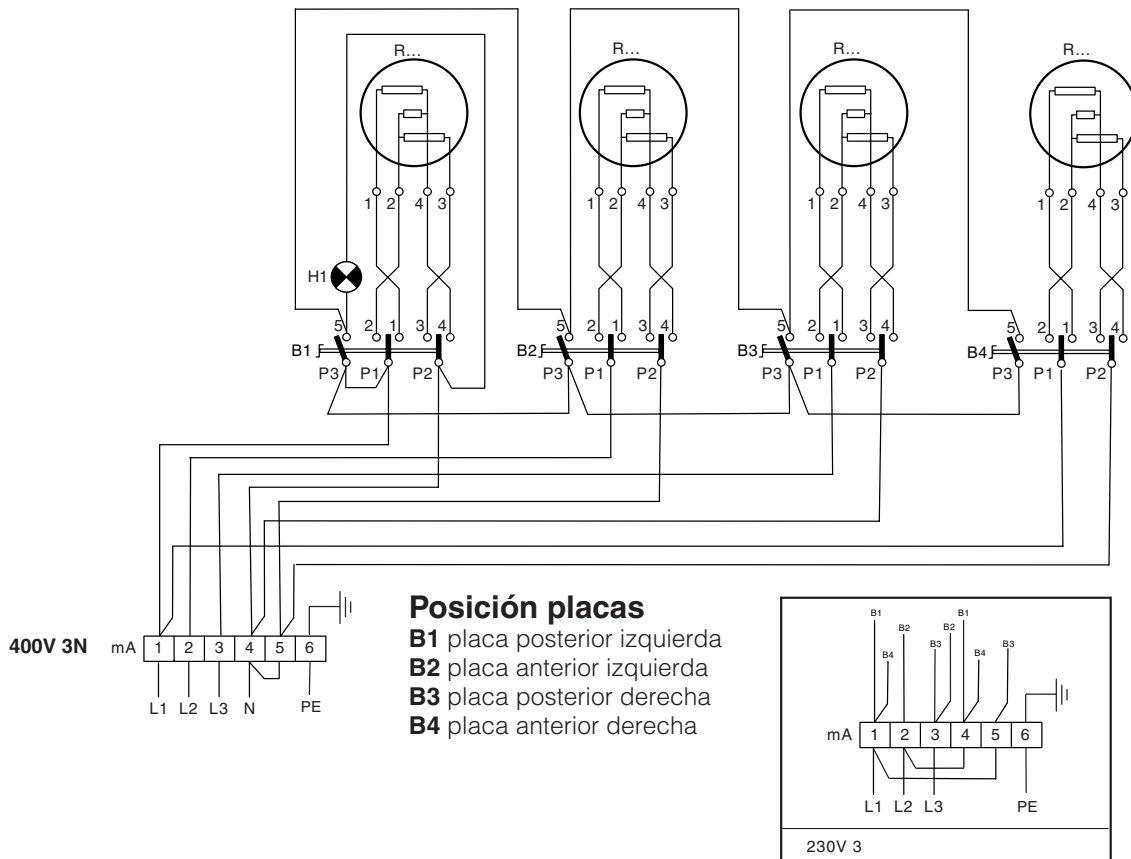 R... R... R... R...
1 2 4 3 1 2 4 3 1 2 4 3 1 2 4 3
H1
5 2 1 3 4 5 2 1 3 4 5 2 1 3 4 5 2 1 3 4
B1 B2 B3 B4
P3 P1 P2 P3 P1 P2 P3 P1 P2 P3 P1 P2
400V 3N mA 1 2 3 4 5 6
L1 L2 L3 N PE
Posición placas
B1 placa posterior izquierda
B2 placa anterior izquierda
B3 placa posterior derecha
B4 placa anterior derecha
B1 B1
B2 B2
B3 B3
B4 B4
mA 1 2 3 4 5 6
L1 L2 L3 PE
230V 3